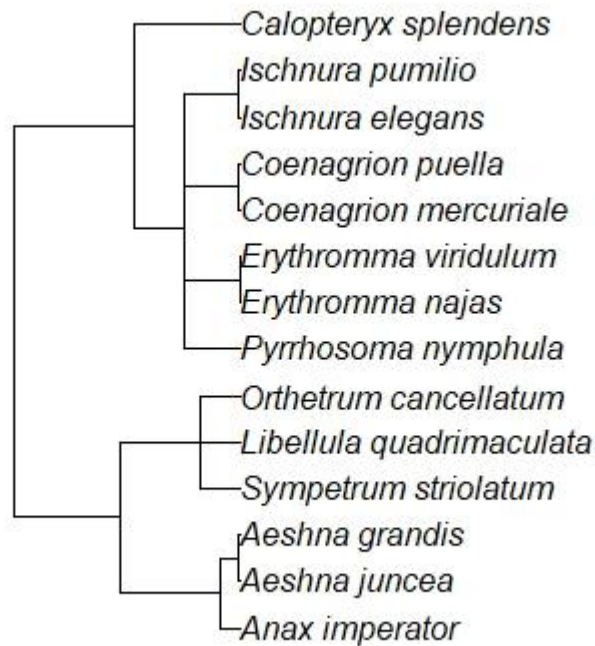 Calopteryx splendens
Ischnura pumilio
Ischnura elegans
Coenagrion puella
Coenagrion mercuriale
Erythromma viridulum
Erythromma najas
Pyrrhosoma nymphula
Orthetrum cancellatum
Libellula quadrimaculata
Sympetrum striolatum
Aeshna grandis
Aeshna juncea
Anax imperator